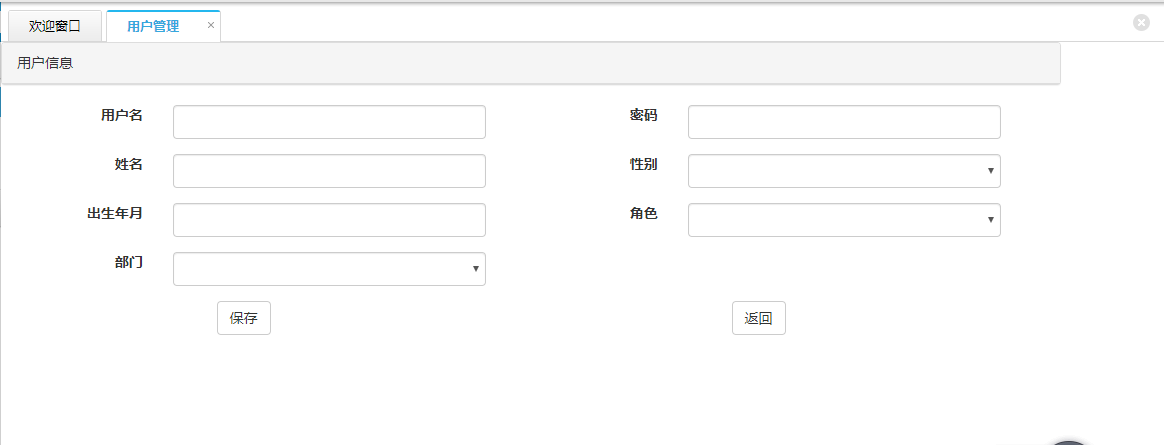 欢迎窗口 用户管理 ×
用户信息
用户名 密码
姓名 性别
出生年月 角色
部门
保存 返回